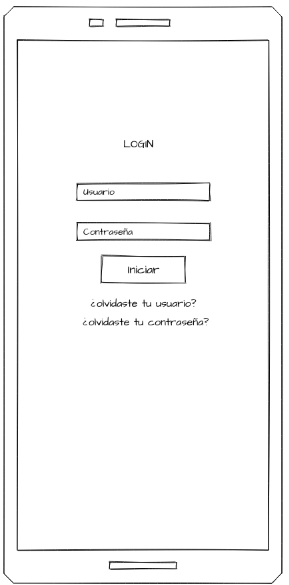 LOGIN
Usuario
Contraseña
Iniciar
¿olvidaste tu usuario?
¿olvidaste tu contraseña?